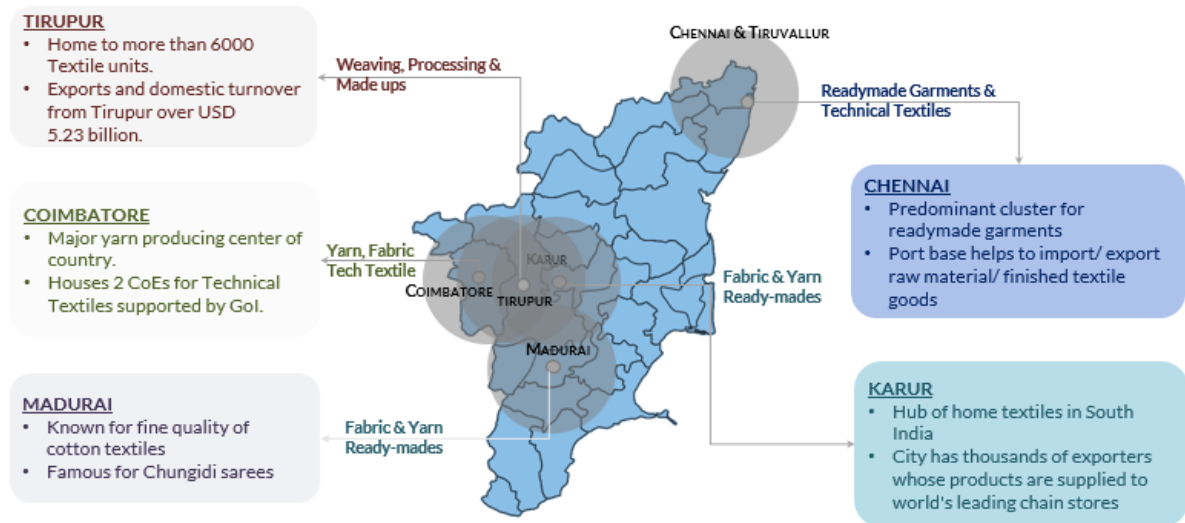 TIRUPUR
• Home to more than 6000
Textile units.
• Exports and domestic turnover
from Tirupur over USD
5.23 billion.
Weaving, Processing &
Made ups
CHENNAI & TIRUVALLUR
Readymade Garments &
Technical Textiles
CHENNAI
• Predominant cluster for
readymade garments
• Port base helps to import/ export
raw material/ finished textile
goods
COIMBATORE
• Major yarn producing center of
country.
• Houses 2 CoEs for Technical
Textiles supported by GoI.
Yarn, Fabric
Tech Textile
KARUR
COIMBATORE
TIRUPUR
Fabric & Yarn
Ready-mades
MADURAI
MADURAI
• Known for fine quality of
cotton textiles
• Famous for Chungidi sarees
Fabric & Yarn
Ready-mades
KARUR
• Hub of home textiles in South
India
• City has thousands of exporters
whose products are supplied to
world's leading chain stores